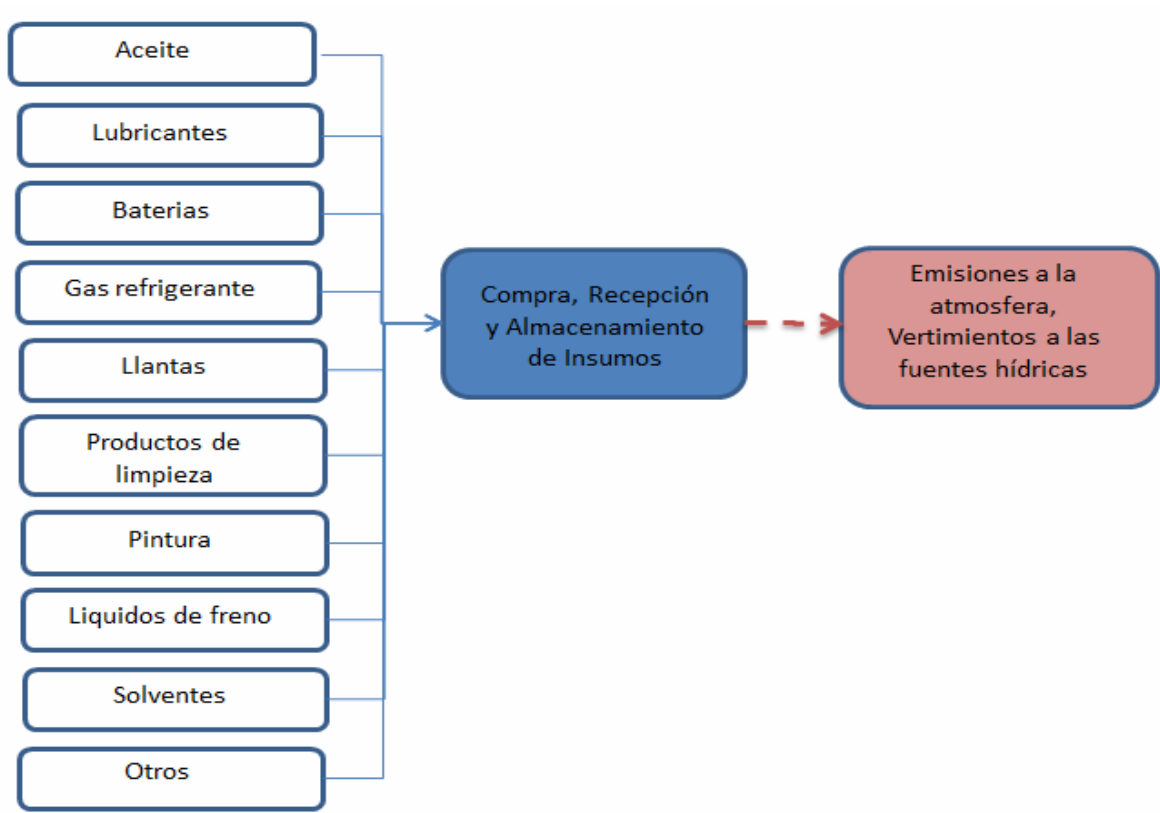 Aceite
Lubricantes
Baterias
Gas refrigerante
Llantas
Productos de
limpieza
Pintura
Liquidos de freno
Solventes
Otros
Compra, Recepción
y Almacenamiento
de Insumos
Emisiones a la
atmosfera,
Vertimientos a las
fuentes hídricas